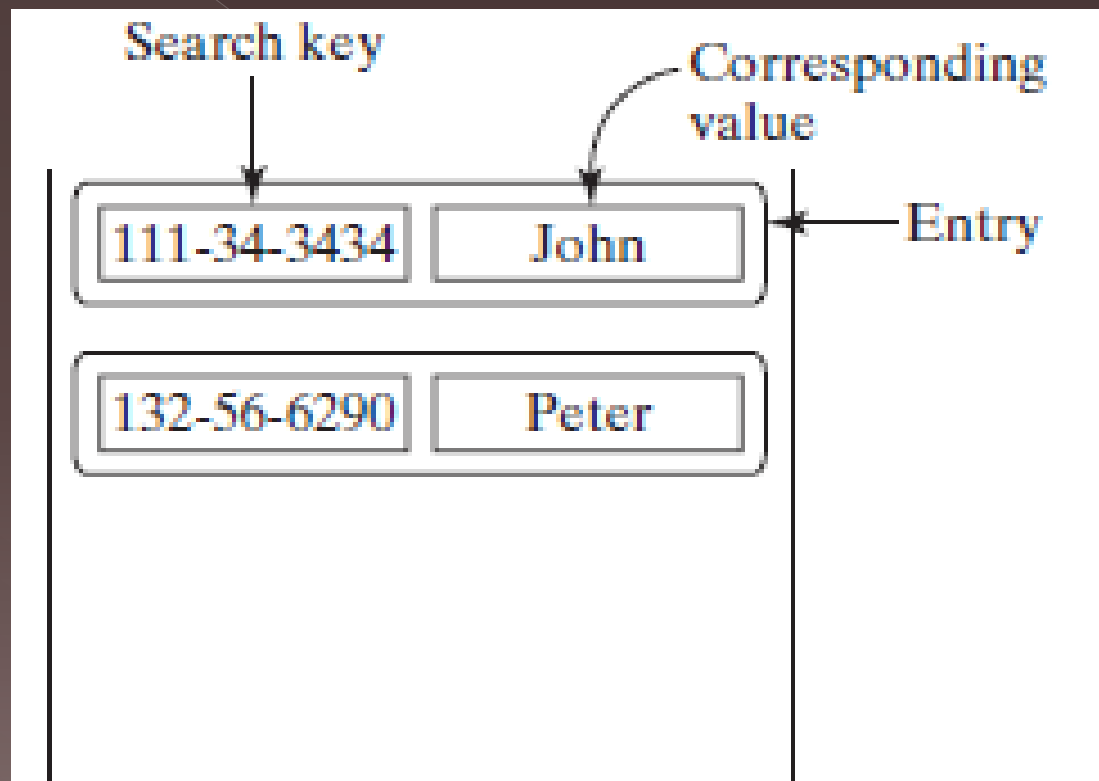 Search key
Corresponding
value
111-34-3434 John
Entry
132-56-6290 Peter